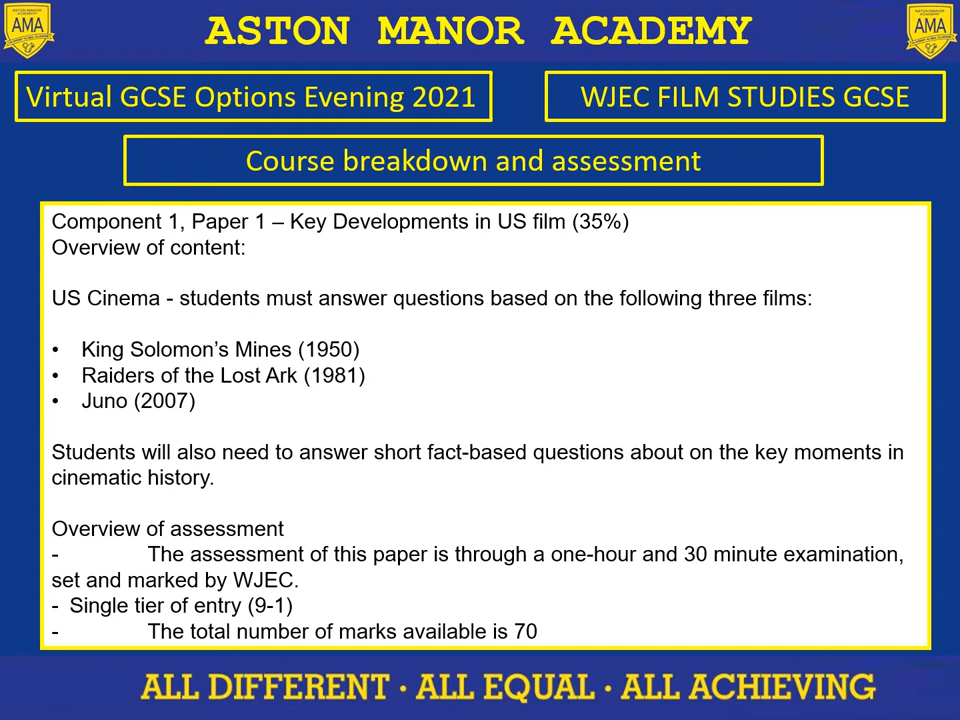 ASTON MANOR ACADEMY
AMA
AMA
Virtual GCSE Options Evening 2021
WJEC FILM STUDIES GCSE
Course breakdown and assessment
Component 1, Paper 1 – Key Developments in US film (35%)
Overview of content:
US Cinema - students must answer questions based on the following three films:
• King Solomon’s Mines (1950)
• Raiders of the Lost Ark (1981)
• Juno (2007)
Students will also need to answer short fact-based questions about on the key moments in
cinematic history.
Overview of assessment
- The assessment of this paper is through a one-hour and 30 minute examination,
set and marked by WJEC.
- Single tier of entry (9-1)
- The total number of marks available is 70
ALL DIFFERENT · ALL EQUAL · ALL ACHIEVING